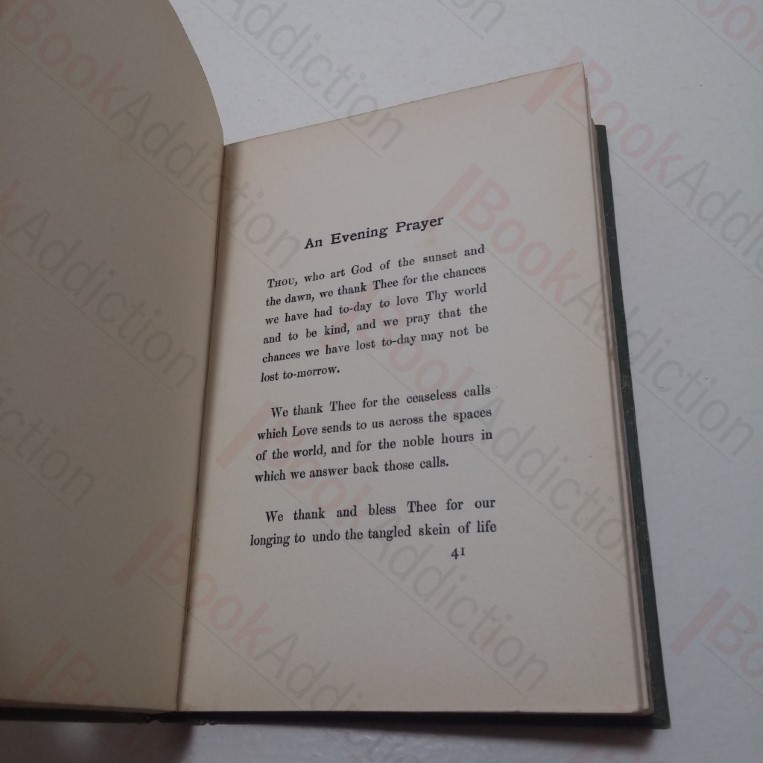 An Evening Prayer
THOU, who art God of the sunset and
the dawn, we thank Thee for the chances
we have had to-day to love Thy world
and to be kind, and we pray that the
chances we have lost to-day may not be
lost to-morrow.
We thank Thee for the ceaseless calls
which Love sends to us across the spaces
of the world, and for the noble hours in
which we answer back those calls.
We thank and bless Thee for our
longing to undo the tangled skein of life
41
BookAddiction
BookAddiction
BookAddiction
BookAddiction
BookAddiction